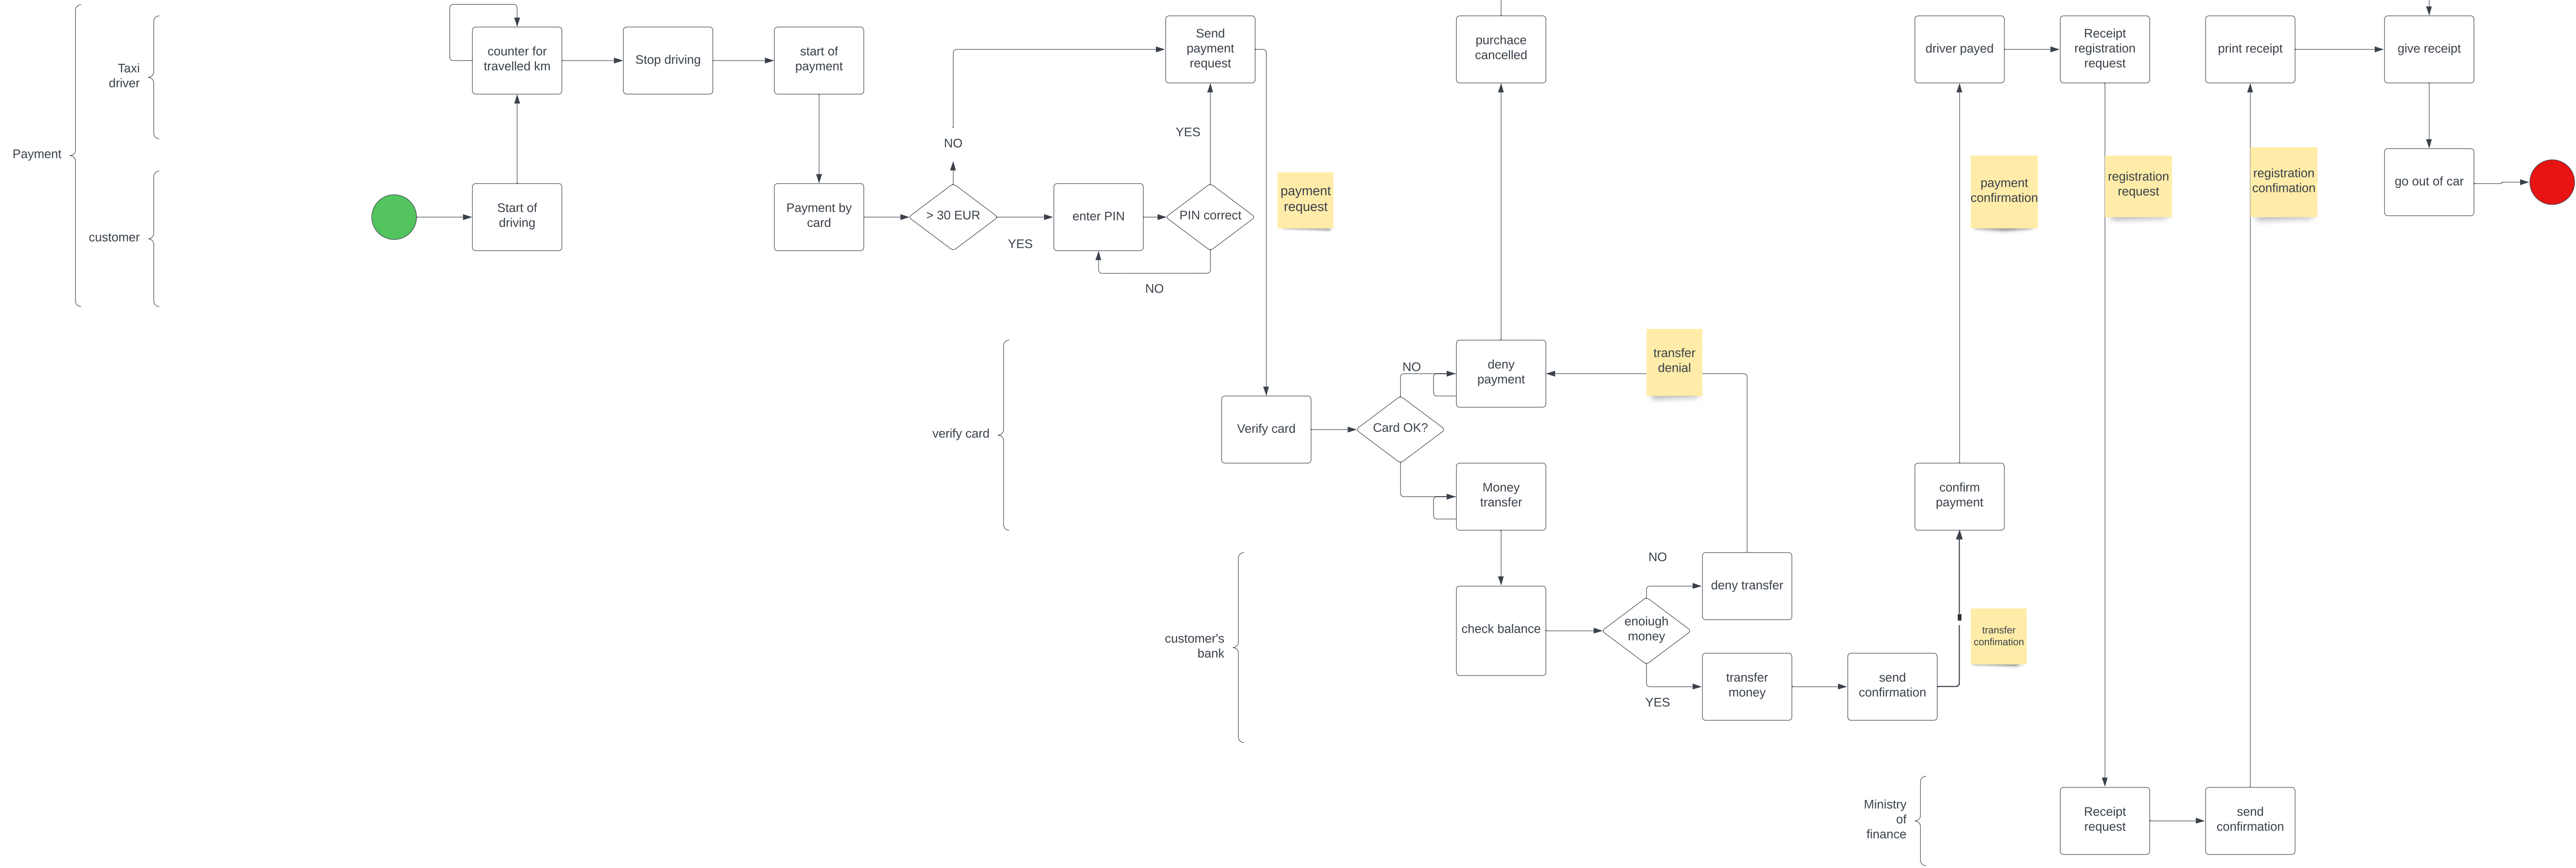 counter for
travelled km
Stop driving
start of
payment
Send
payment
request
purchace
cancelled
driver payed
Receipt
registration
request
print receipt
give receipt
Taxi
driver
YES
NO
Payment
payment
request
payment
confirmation
registration
request
registration
confimation
go out of car
Start of
driving
Payment by
card
> 30 EUR
enter PIN
PIN correct
customer
YES
NO
transfer
denial
NO
deny
payment
verify card
Verify card
Card OK?
Money
transfer
confirm
payment
NO
deny transfer
customer's
bank
check balance
enoiugh
money
transfer
confimation
transfer
money
send
confirmation
YES
Ministry
of
finance
Receipt
request
send
confirmation